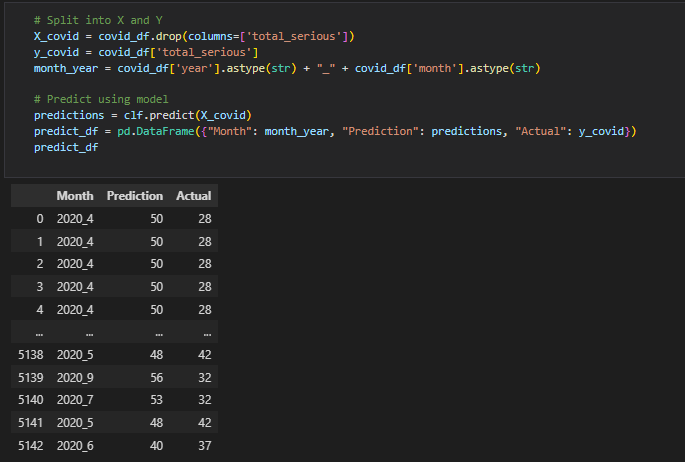 # Split into X and Y
X_covid = covid_df.drop(columns=['total_serious'])
y_covid = covid_df['total_serious']
month_year = covid_df['year'].astype(str) + "_" + covid_df['month'].astype(str)
# Predict using model
predictions = clf.predict(X_covid)
predict_df = pd.DataFrame({"Month": month_year, "Prediction": predictions, "Actual": y_covid})
predict_df
Month Prediction Actual
0 2020_4 50 28
1 2020_4 50 28
2 2020_4 50 28
3 2020_4 50 28
4 2020_4 50 28
... ... ... ...
5138 2020_5 48 42
5139 2020_9 56 32
5140 2020_7 53 32
5141 2020_5 48 42
5142 2020_6 40 37